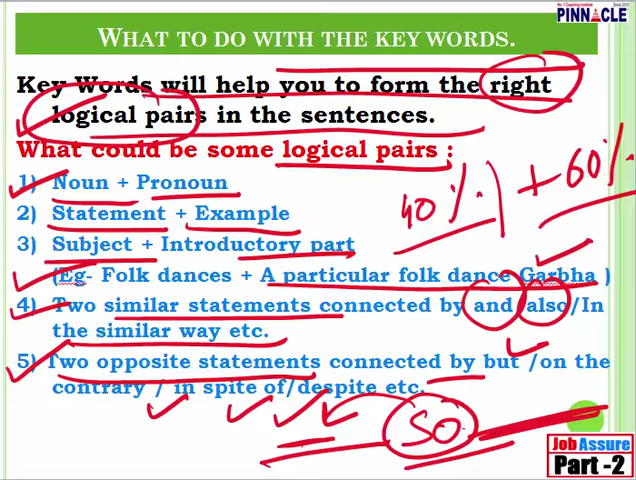 No. 1 Coaching Institute
Since 2010
PINNACLE
WHAT TO DO WITH THE KEY WORDS.
Key Words will help you to form the right
logical pairs in the sentences.
What could be some logical pairs :
1) Noun + Pronoun
2) Statement + Example
3) Subject + Introductory part
(Eg- Folk dances + A particular folk dance Garbha )
4) Two similar statements connected by and /also/In
the similar way etc.
5) Two opposite statements connected by but /on the
contrary / in spite of/despite etc.
40% + 60%
SO
JobAssure
Part -2